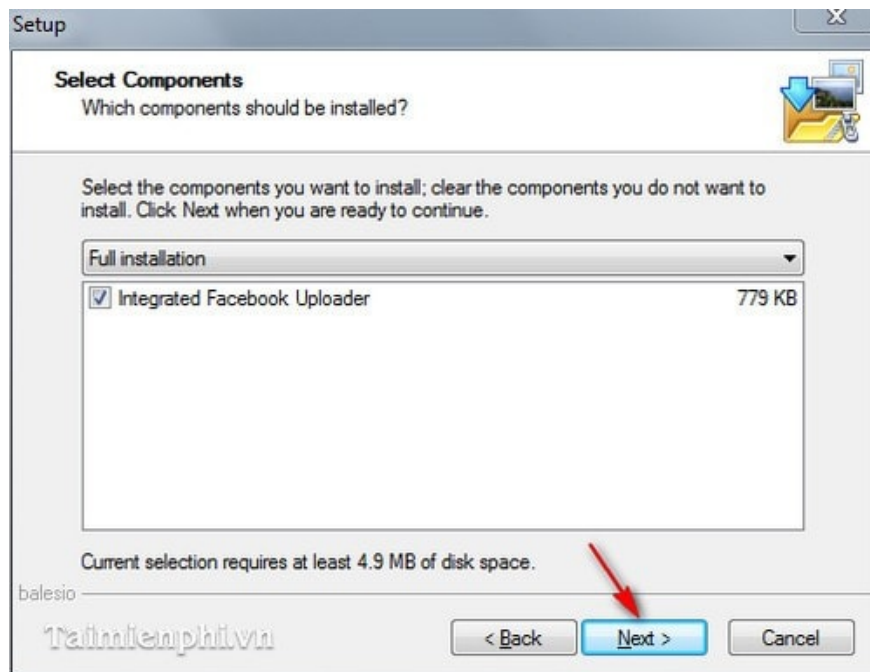 Setup
Select Components
Which components should be installed?
Select the components you want to install; clear the components you do not want to
install. Click Next when you are ready to continue.
Full installation
Integrated Facebook Uploader 779 KB
Current selection requires at least 4.9 MB of disk space.
balesio
Taimienphi.vn
< Back Next > Cancel